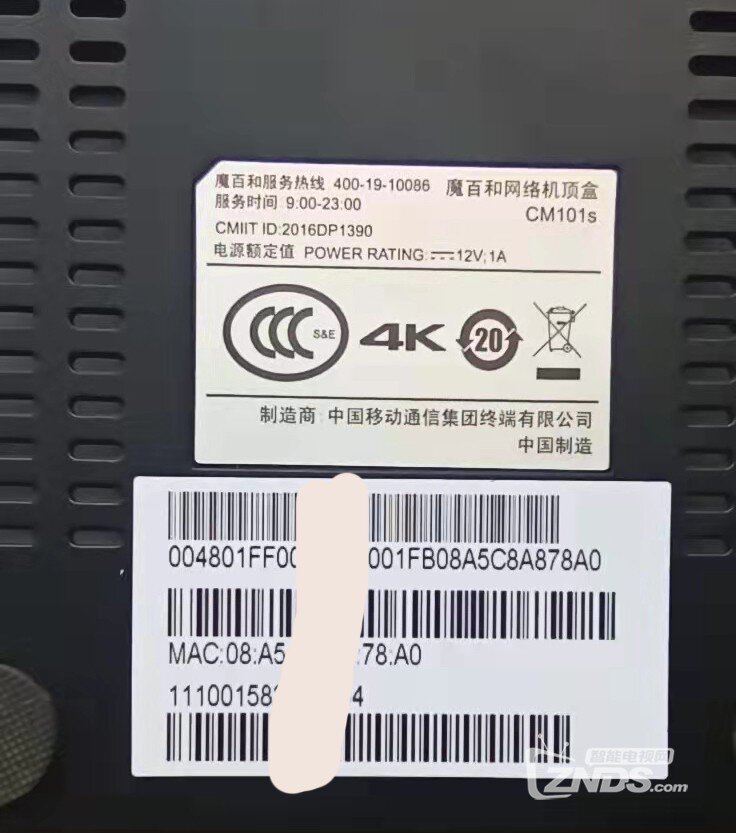 魔百和服务热线 400-19-10086 魔百和网络机顶盒
服务时间 9:00-23:00 CM101s
CMIIT ID:2016DP1390
电源额定值 POWER RATING: 12V;1A
CCC S&E 4K 20
制造商 中国移动通信集团终端有限公司
中国制造
004801FF00 001FB08A5C8A878A0
MAC:08:A5 :78:A0
11100158 4
智能电视网
ZNDS.com